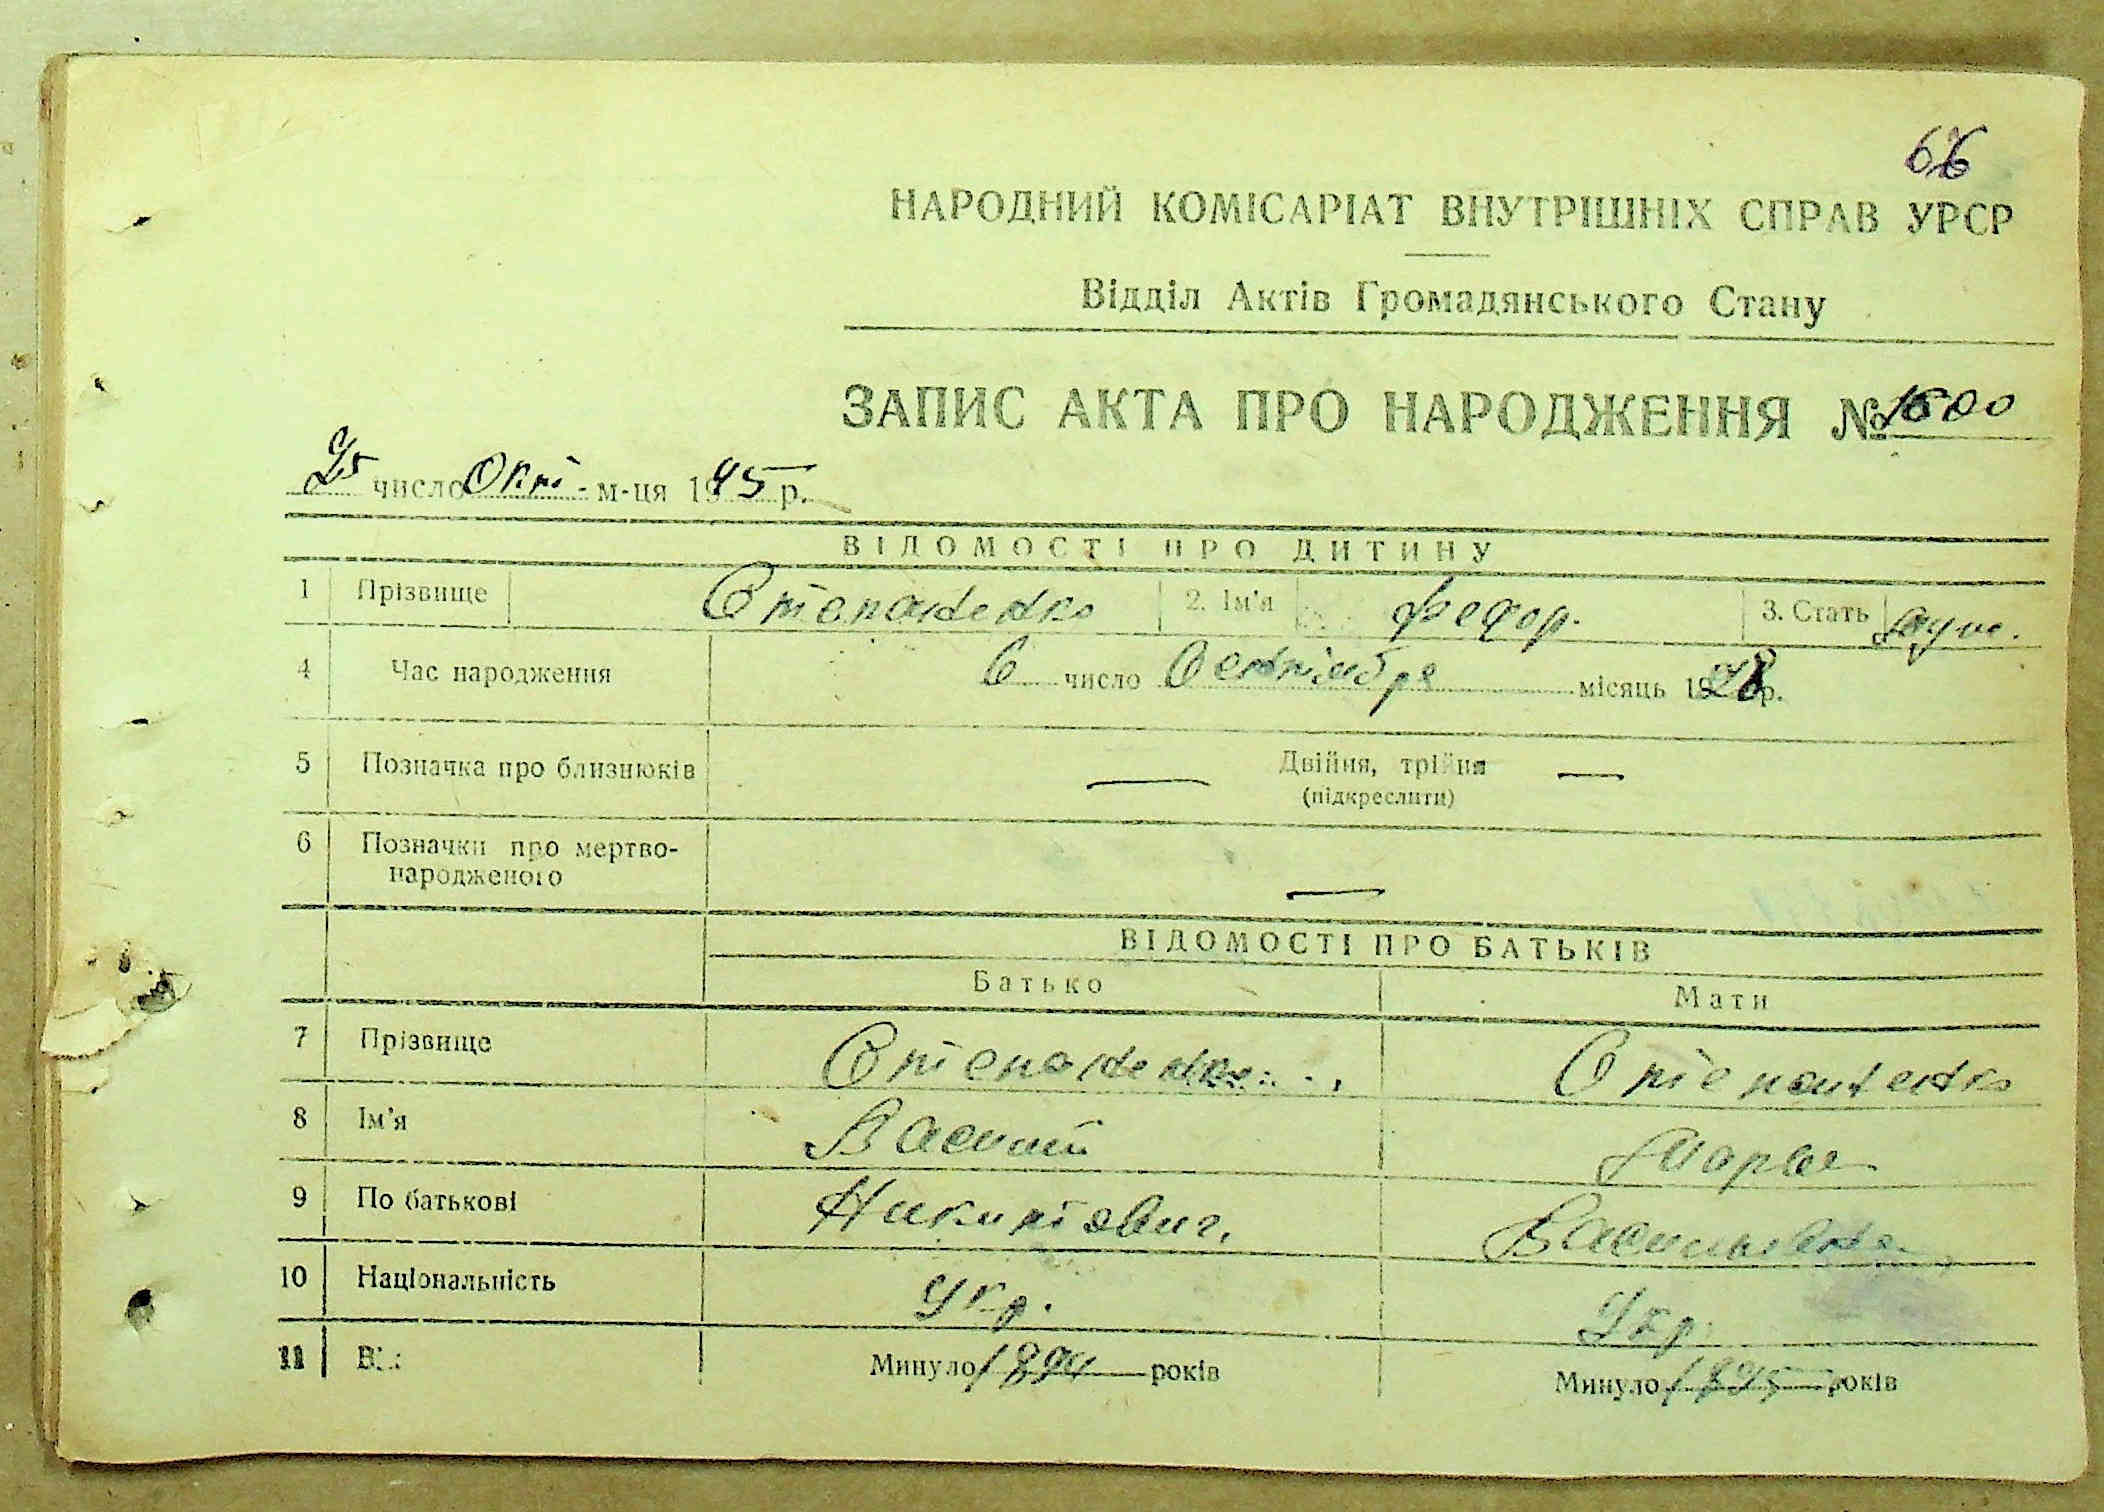 66
НАРОДНИЙ КОМІСАРІАТ ВНУТРІШНІХ СПРАВ УРСР
Відділ Актів Громадянського Стану
ЗАПИС АКТА ПРО НАРОДЖЕННЯ № 1600
25 число Окт. м-ця 1945 р.
ВІДОМОСТІ ПРО ДИТИНУ
1 Прізвище Степаненко 2. Ім'я Федор. 3. Стать муж.
4 Час народження 6 число Сентября місяць 1928 р.
5 Позначка про близнюків — Двійня, трійня —
(підкреслити)
6 Позначки про мертво-
народженого —
ВІДОМОСТІ ПРО БАТЬКІВ
Батько Мати
7 Прізвище Степаненко Степаненко
8 Ім'я Василий Марья
9 По батькові Никитович. Васильевна
10 Національність Укр. Укр.
11 Минуло 1894 років Минуло 1895 років